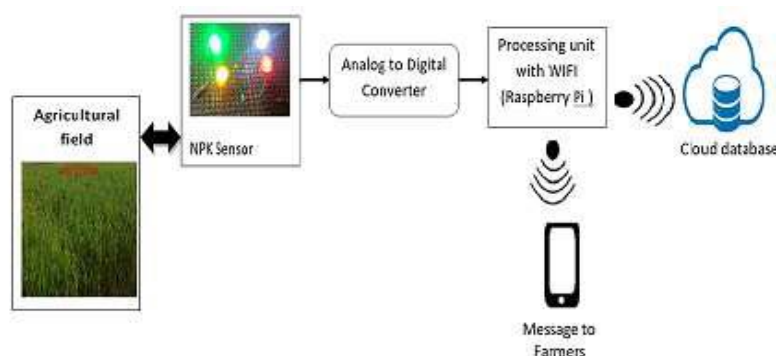 Agricultural
field
NPK Sensor
Analog to Digital
Converter
Processing unit
with WIFI
(Raspberry Pi )
Cloud database
Message to
Farmers